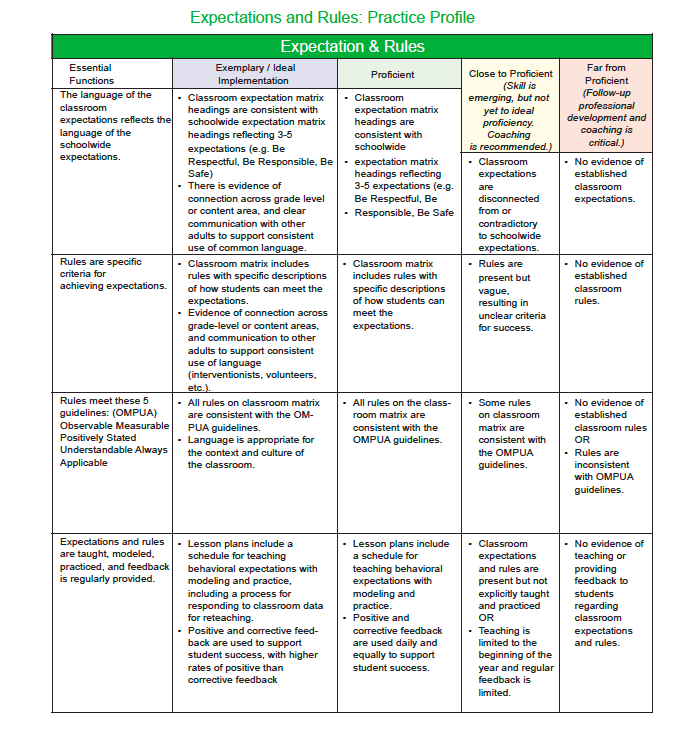 Expectations and Rules: Practice Profile
Expectation & Rules
Essential
Functions
Exemplary / Ideal
Implementation
Proficient
Close to Proficient
(Skill is
emerging, but not
yet to ideal
proficiency.
Coaching
is recommended.)
Far from
Proficient
(Follow-up
professional
development and
coaching is
critical.)
The language of the
classroom
expectations reflects the
language of the
schoolwide
expectations.
• Classroom expectation matrix
headings are consistent with
schoolwide expectation matrix
headings reflecting 3-5
expectations (e.g. Be
Respectful, Be Responsible, Be
Safe)
• There is evidence of
connection across grade level
or content area, and clear
communication with other
adults to support consistent
use of common language.
• Classroom
expectation matrix
headings are
consistent with
schoolwide
• expectation matrix
headings reflecting
3-5 expectations (e.g.
Be Respectful, Be
• Responsible, Be Safe
• Classroom
expectations
are
disconnected
from or
contradictory
to schoolwide
expectations.
• No evidence of
established
classroom
expectations.
Rules are specific
criteria for
achieving expectations.
• Classroom matrix includes
rules with specific descriptions
of how students can meet the
expectations.
• Evidence of connection across
grade-level or content areas,
and communication to other
adults to support consistent
use of language
(interventionists, volunteers,
etc.).
• Classroom matrix
includes rules with
specific descriptions
of how students can
meet the
expectations.
• Rules are
present but
vague,
resulting in
unclear criteria
for success.
• No evidence of
established
classroom
rules.
Rules meet these 5
guidelines: (OMPUA)
Observable Measurable
Positively Stated
Understandable Always
Applicable
• All rules on classroom matrix
are consistent with the OM-
PUA guidelines.
• Language is appropriate for
the context and culture of
the classroom.
• All rules on the class-
room matrix are
consistent with the
OMPUA guidelines.
• Some rules
on classroom
matrix are
consistent with
the OMPUA
guidelines.
• No evidence of
established
classroom rules
OR
• Rules are
inconsistent
with OMPUA
guidelines.
Expectations and rules
are taught, modeled,
practiced, and feedback
is regularly provided.
• Lesson plans include a
schedule for teaching
behavioral expectations with
modeling and practice,
including a process for
responding to classroom data
for reteaching.
• Positive and corrective feed-
back are used to support
student success, with higher
rates of positive than
corrective feedback
• Lesson plans include
a schedule for
teaching behavioral
expectations with
modeling and
practice.
• Positive and
corrective feedback
are used daily and
equally to support
student success.
• Classroom
expectations
and rules are
present but not
explicitly taught
and practiced
OR
• Teaching is
limited to the
beginning of the
year and regular
feedback is
limited.
• No evidence of
teaching or
providing
feedback to
students
regarding
classroom
expectations
and rules.